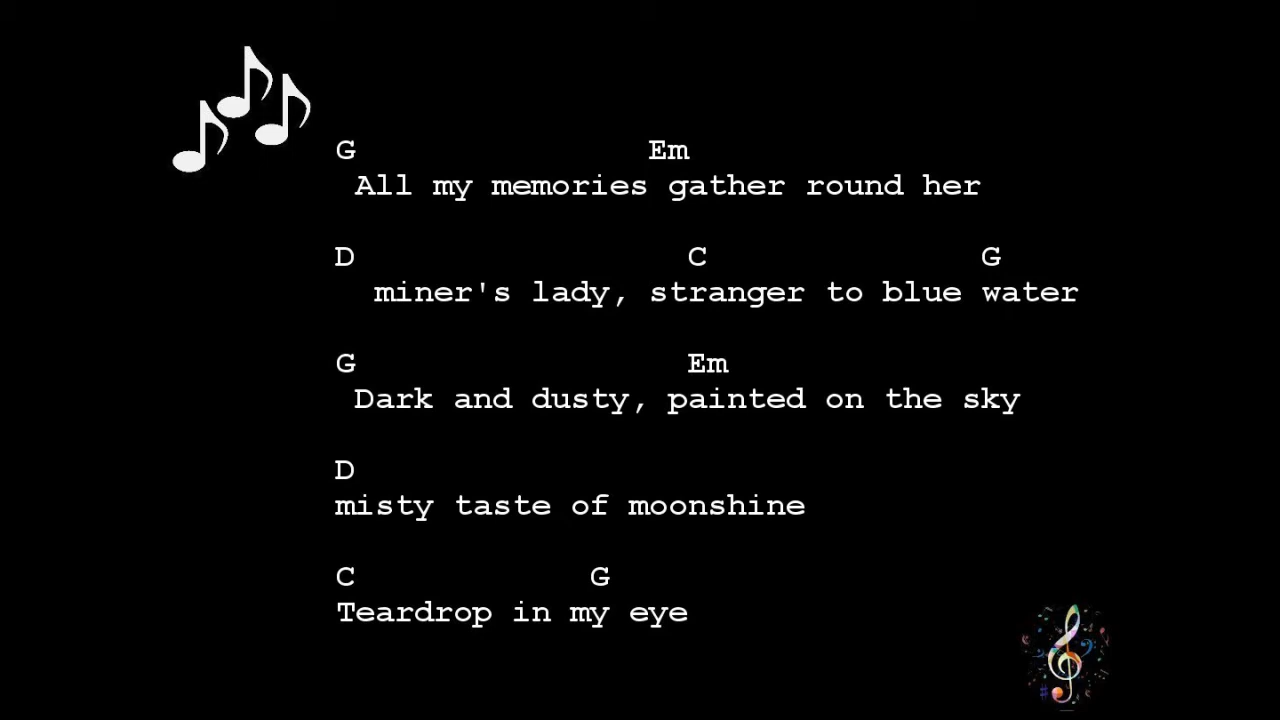 G Em
All my memories gather round her
D C G
miner's lady, stranger to blue water
G Em
Dark and dusty, painted on the sky
D
misty taste of moonshine
C G
Teardrop in my eye